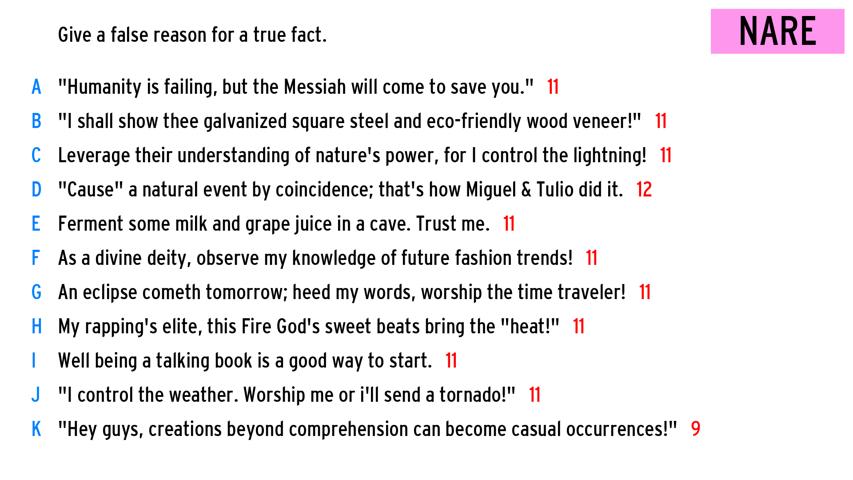 Give a false reason for a true fact.
NARE
A "Humanity is failing, but the Messiah will come to save you." 11
B "I shall show thee galvanized square steel and eco-friendly wood veneer!" 11
C Leverage their understanding of nature's power, for I control the lightning! 11
D "Cause" a natural event by coincidence; that's how Miguel & Tulio did it. 12
E Ferment some milk and grape juice in a cave. Trust me. 11
F As a divine deity, observe my knowledge of future fashion trends! 11
G An eclipse cometh tomorrow; heed my words, worship the time traveler! 11
H My rapping's elite, this Fire God's sweet beats bring the "heat!" 11
I Well being a talking book is a good way to start. 11
J "I control the weather. Worship me or i'll send a tornado!" 11
K "Hey guys, creations beyond comprehension can become casual occurrences!" 9